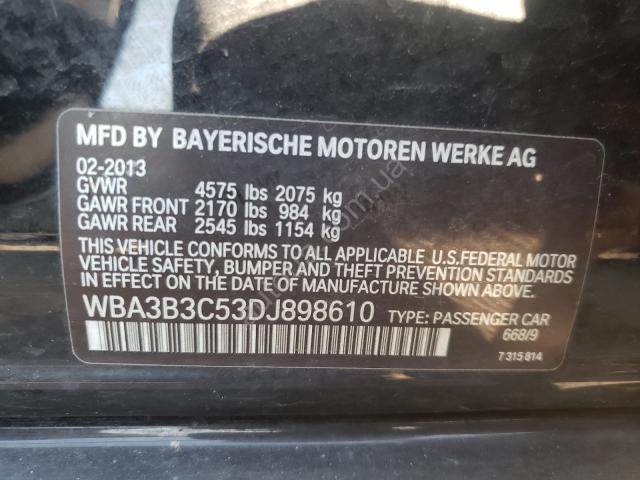 MFD BY BAYERISCHE MOTOREN WERKE AG
02-2013
GVWR 4575 lbs 2075 kg
GAWR FRONT 2170 lbs 984 kg
GAWR REAR 2545 lbs 1154 kg
THIS VEHICLE CONFORMS TO ALL APPLICABLE U.S.FEDERAL MOTOR
VEHICLE SAFETY, BUMPER AND THEFT PREVENTION STANDARDS
IN EFFECT ON THE DATE OF MANUFACTURE SHOWN ABOVE
WBA3B3C53DJ898610 TYPE: PASSENGER CAR
668/9
7 315 814